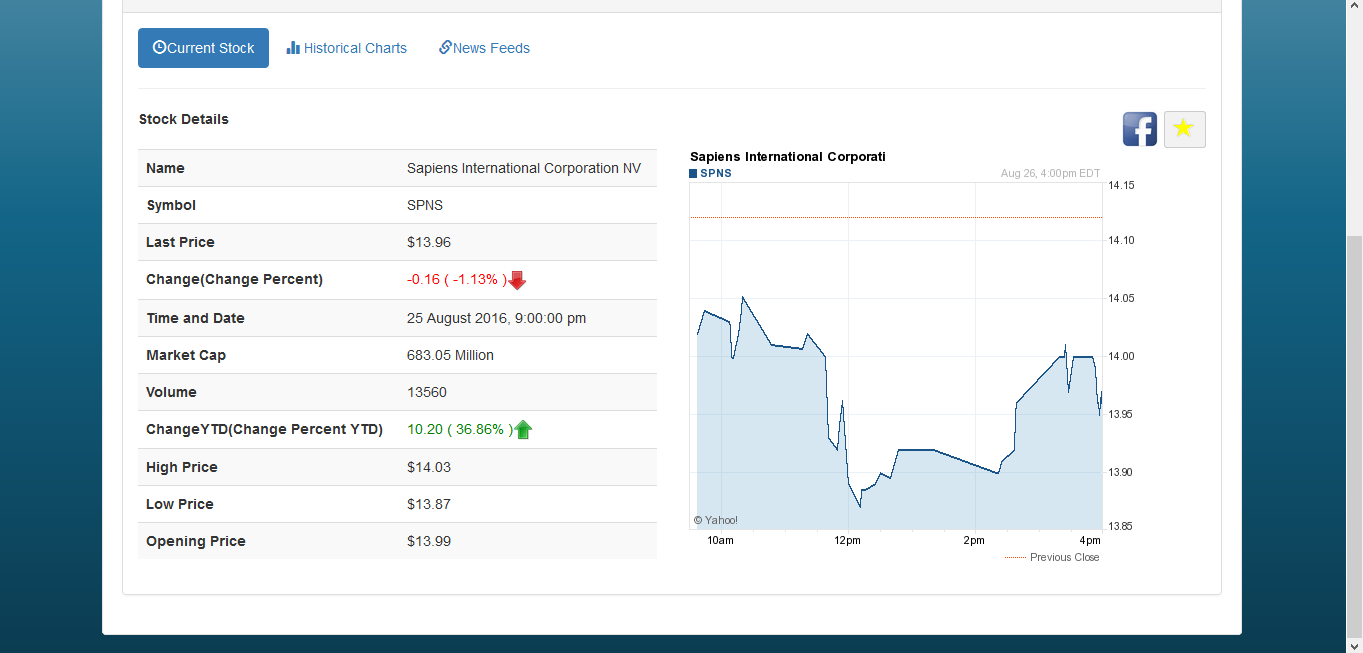 Current Stock Historical Charts News Feeds
Stock Details
Name Sapiens International Corporation NV
Symbol SPNS
Last Price $13.96
Change(Change Percent) -0.16 ( -1.13% )
Time and Date 25 August 2016, 9:00:00 pm
Market Cap 683.05 Million
Volume 13560
ChangeYTD(Change Percent YTD) 10.20 ( 36.86% )
High Price $14.03
Low Price $13.87
Opening Price $13.99
f
Sapiens International Corporati
SPNS Aug 26, 4:00pm EDT
14.15
14.10
14.05
14.00
13.95
13.90
13.85
© Yahoo!
10am 12pm 2pm 4pm
Previous Close